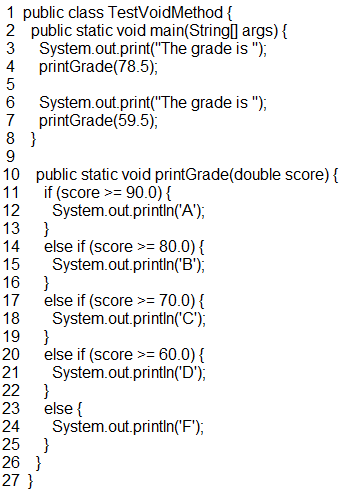 1 public class TestVoidMethod {
2 public static void main(String[] args) {
3 System.out.print("The grade is ");
4 printGrade(78.5);
5
6 System.out.print("The grade is ");
7 printGrade(59.5);
8 }
9
10 public static void printGrade(double score) {
11 if (score >= 90.0) {
12 System.out.println('A');
13 }
14 else if (score >= 80.0) {
15 System.out.println('B');
16 }
17 else if (score >= 70.0) {
18 System.out.println('C');
19 }
20 else if (score >= 60.0) {
21 System.out.println('D');
22 }
23 else {
24 System.out.println('F');
25 }
26 }
27 }